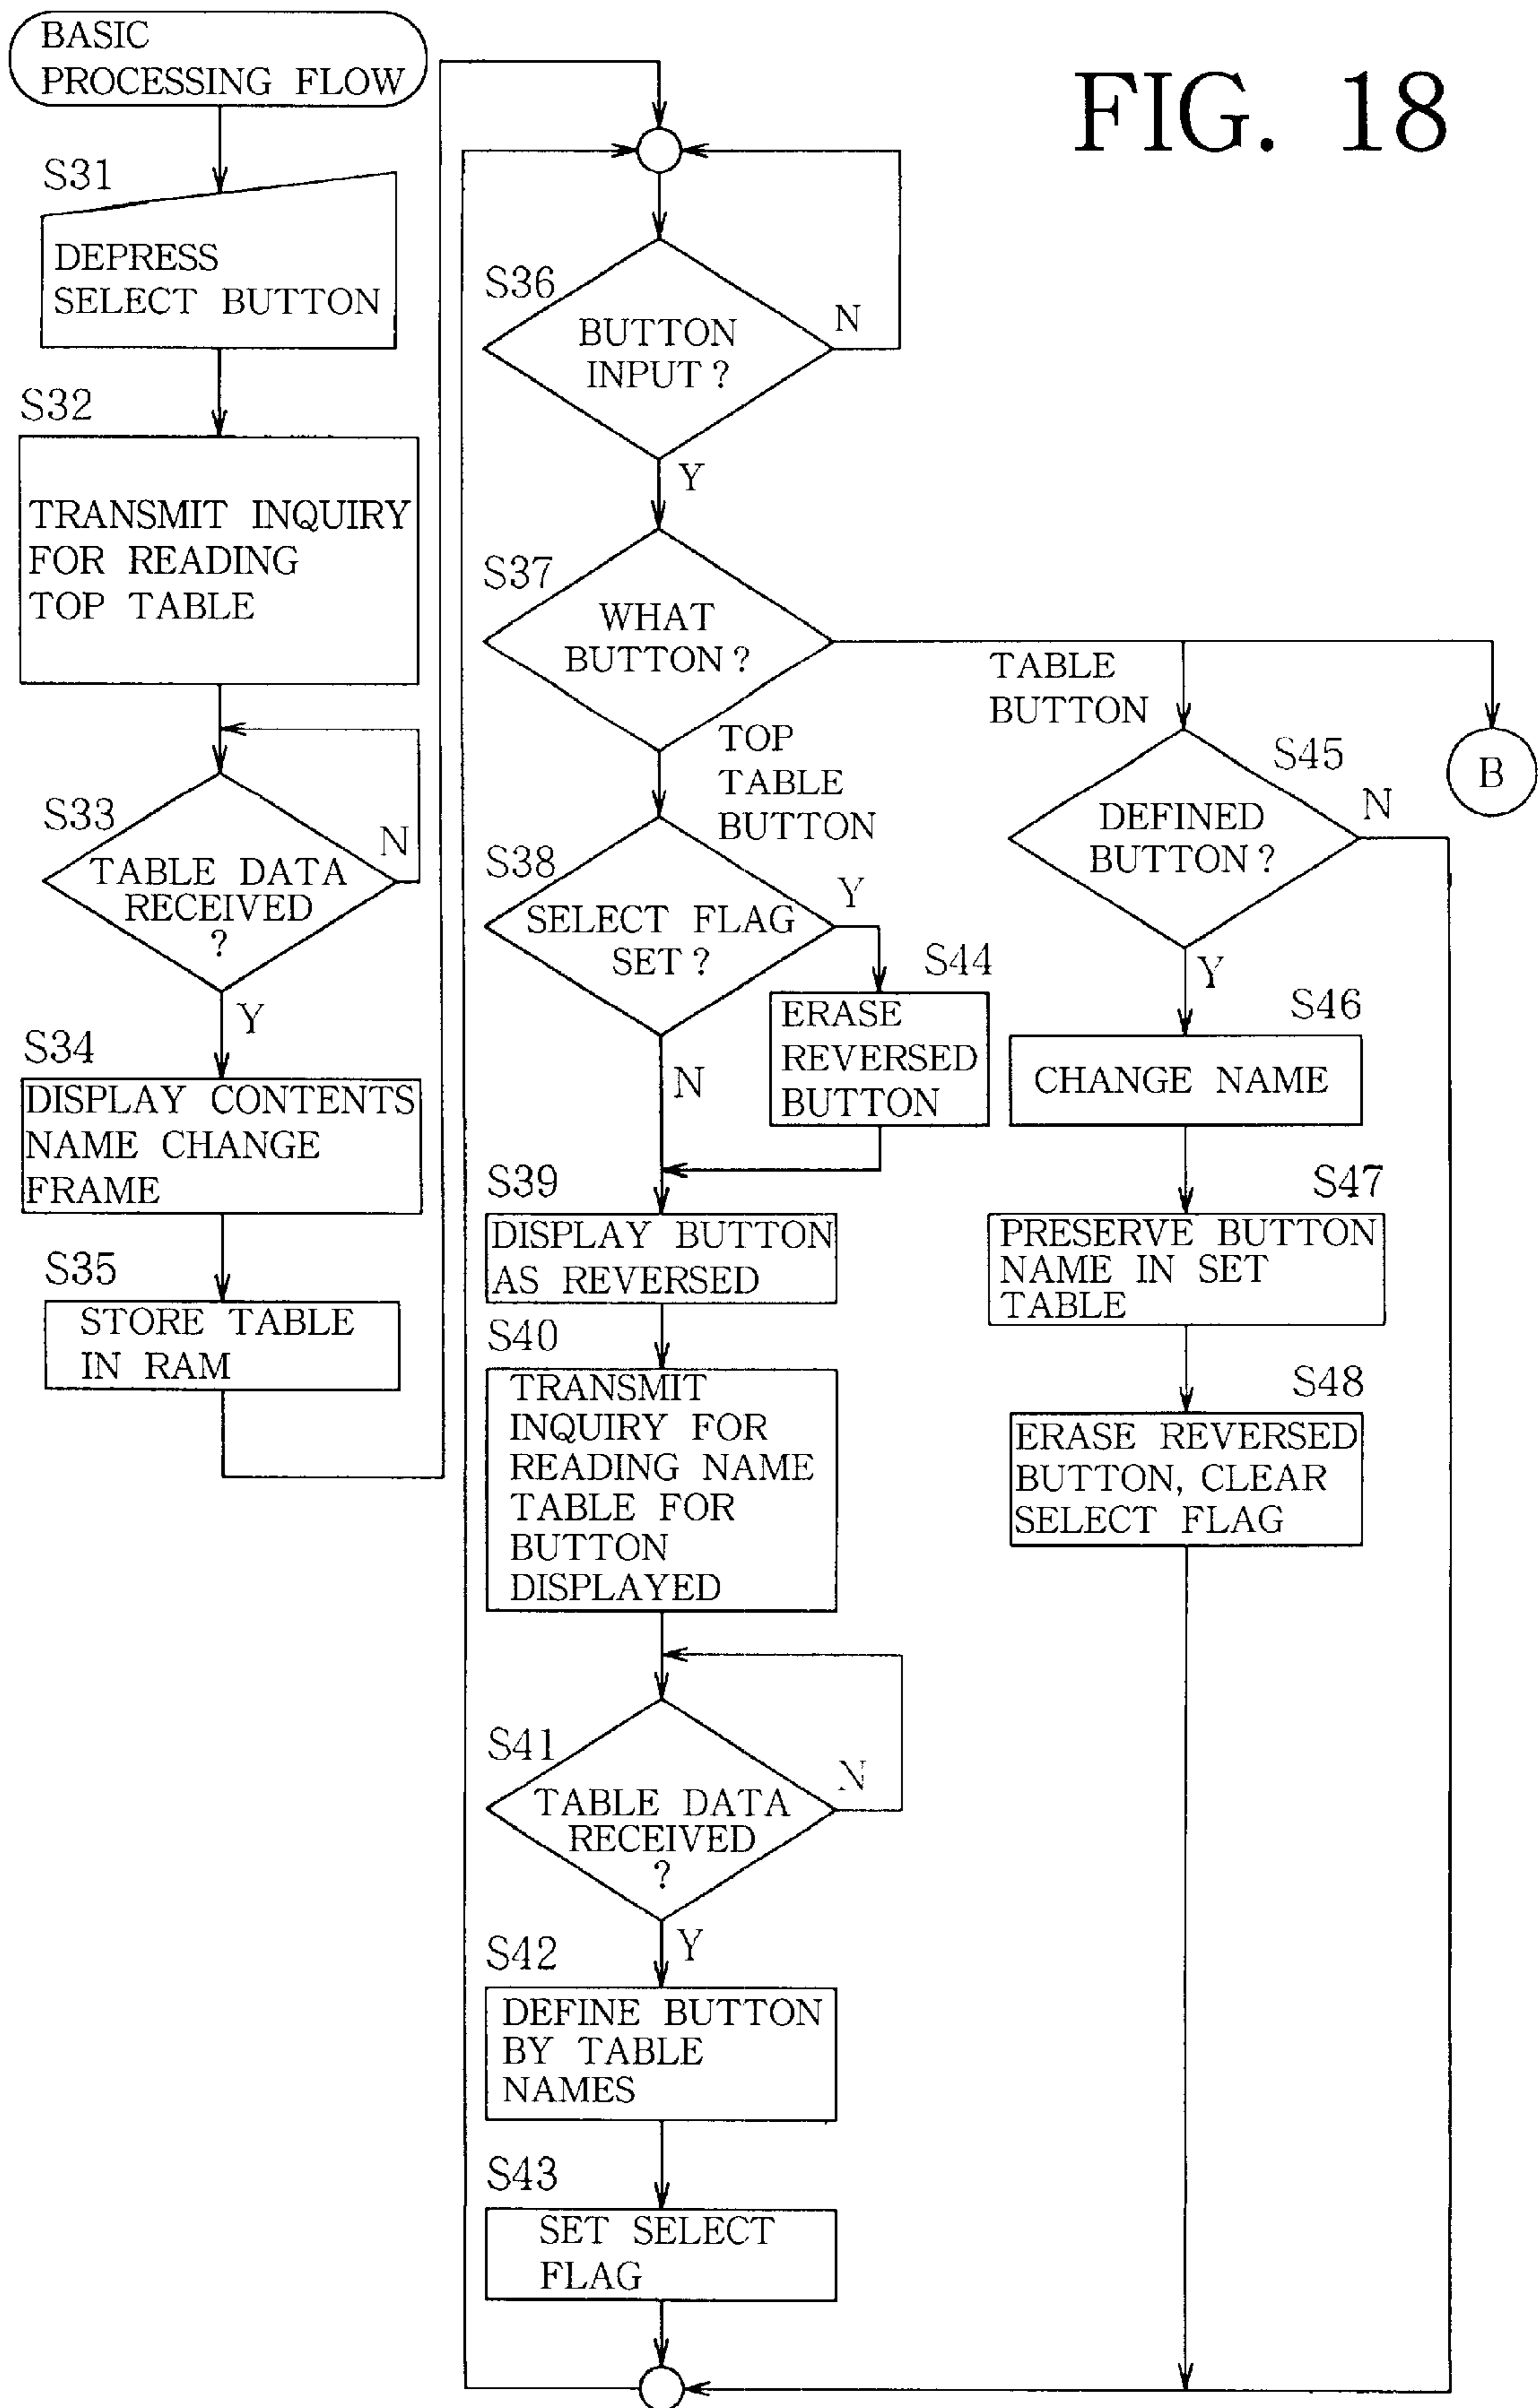 FIG. 18
BASIC
PROCESSING FLOW
S31
DEPRESS
SELECT BUTTON
S32
TRANSMIT INQUIRY
FOR READING
TOP TABLE
S33
TABLE DATA
RECEIVED
?
N
Y
S34
DISPLAY CONTENTS
NAME CHANGE
FRAME
S35
STORE TABLE
IN RAM
S36
BUTTON
INPUT?
N
Y
S37
WHAT
BUTTON?
TOP
TABLE
BUTTON
TABLE
BUTTON
B
S38
SELECT FLAG
SET?
Y
N
S44
ERASE
REVERSED
BUTTON
S39
DISPLAY BUTTON
AS REVERSED
S40
TRANSMIT
INQUIRY FOR
READING NAME
TABLE FOR
BUTTON
DISPLAYED
S41
TABLE DATA
RECEIVED
?
N
Y
S42
DEFINE BUTTON
BY TABLE
NAMES
S43
SET SELECT
FLAG
S45
DEFINED
BUTTON?
N
Y
S46
CHANGE NAME
S47
PRESERVE BUTTON
NAME IN SET
TABLE
S48
ERASE REVERSED
BUTTON, CLEAR
SELECT FLAG